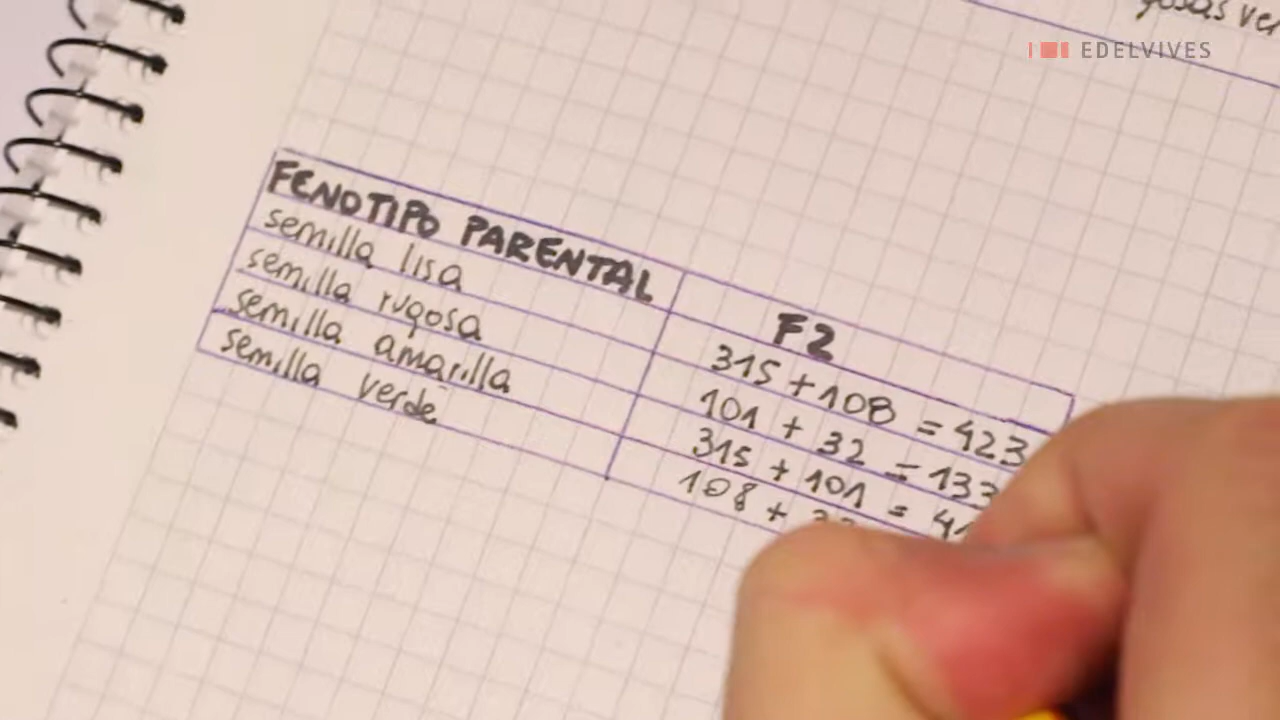 EDELVIVES
FENOTIPO PARENTAL F2
semilla lisa 315 + 108 = 423
semilla rugosa 101 + 32 = 133
semilla amarilla 315 + 101 =
semilla verde 108 +